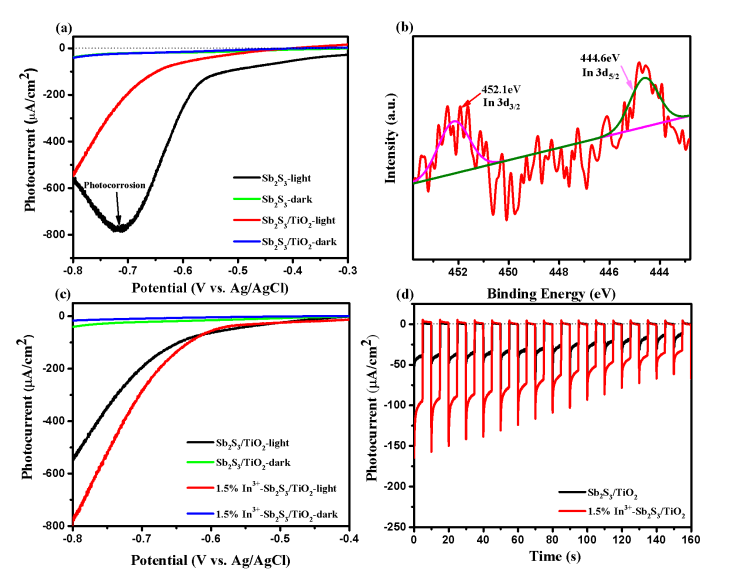 (a)
0
-200
-400
-600
-800
Photocurrent (μA/cm²)
Photocorrosion
Sb₂S₃-light
Sb₂S₃-dark
Sb₂S₃/TiO₂-light
Sb₂S₃/TiO₂-dark
-0.8 -0.7 -0.6 -0.5 -0.4 -0.3
Potential (V vs. Ag/AgCl)
(b)
Intensity (a.u.)
452.1eV
In 3d₃/₂
444.6eV
In 3d₅/₂
452 450 448 446 444
Binding Energy (eV)
(c)
0
-200
-400
-600
-800
Photocurrent (μA/cm²)
Sb₂S₃/TiO₂-light
Sb₂S₃/TiO₂-dark
1.5% In³⁺-Sb₂S₃/TiO₂-light
1.5% In³⁺-Sb₂S₃/TiO₂-dark
-0.8 -0.7 -0.6 -0.5 -0.4
Potential (V vs. Ag/AgCl)
(d)
0
-50
-100
-150
-200
-250
Photocurrent (μA/cm²)
Sb₂S₃/TiO₂
1.5% In³⁺-Sb₂S₃/TiO₂
0 20 40 60 80 100 120 140 160
Time (s)